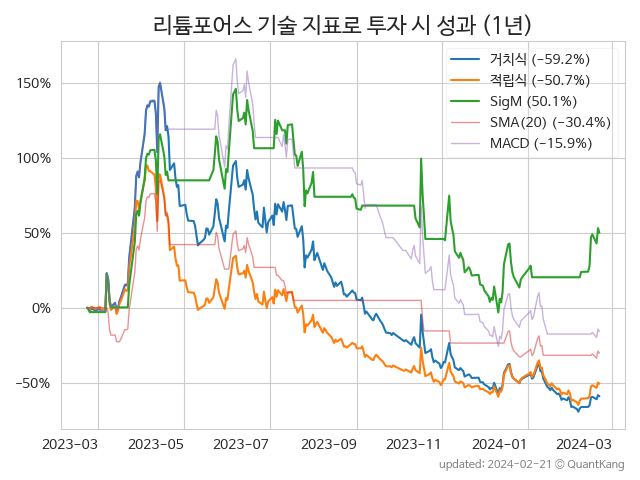 리튬포어스 기술 지표로 투자 시 성과 (1년)
거치식 (−59.2%)
적립식 (−50.7%)
SigM (50.1%)
SMA(20) (−30.4%)
MACD (−15.9%)
150%
100%
50%
0%
−50%
2023-03
2023-05
2023-07
2023-09
2023-11
2024-01
2024-03
updated: 2024-02-21 © QuantKang